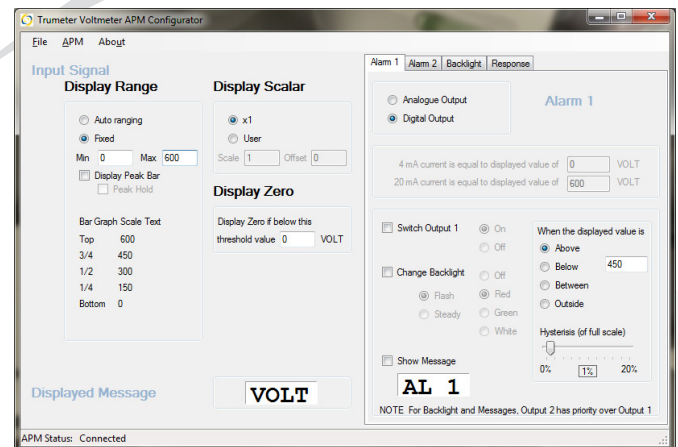 Trumeter Voltmeter APM Configurator
File APM About
Input Signal
Display Range
Auto ranging
Fixed
Min 0 Max 600
Display Peak Bar
Peak Hold
Bar Graph Scale Text
Top 600
3/4 450
1/2 300
1/4 150
Bottom 0
Display Scalar
x1
User
Scale 1 Offset 0
Display Zero
Display Zero if below this
threshold value 0 VOLT
Displayed Message
VOLT
Alarm 1 Alarm 2 Backlight Response
Analogue Output
Digital Output
Alarm 1
4 mA current is equal to displayed value of 0 VOLT
20 mA current is equal to displayed value of 600 VOLT
Switch Output 1
On
Off
Change Backlight
Flash
Steady
Off
Red
Green
White
Show Message
AL 1
When the displayed value is
Above
Below
Between
Outside
450
Hysterisis (of full scale)
0% 1% 20%
NOTE For Backlight and Messages, Output 2 has priority over Output 1
APM Status: Connected